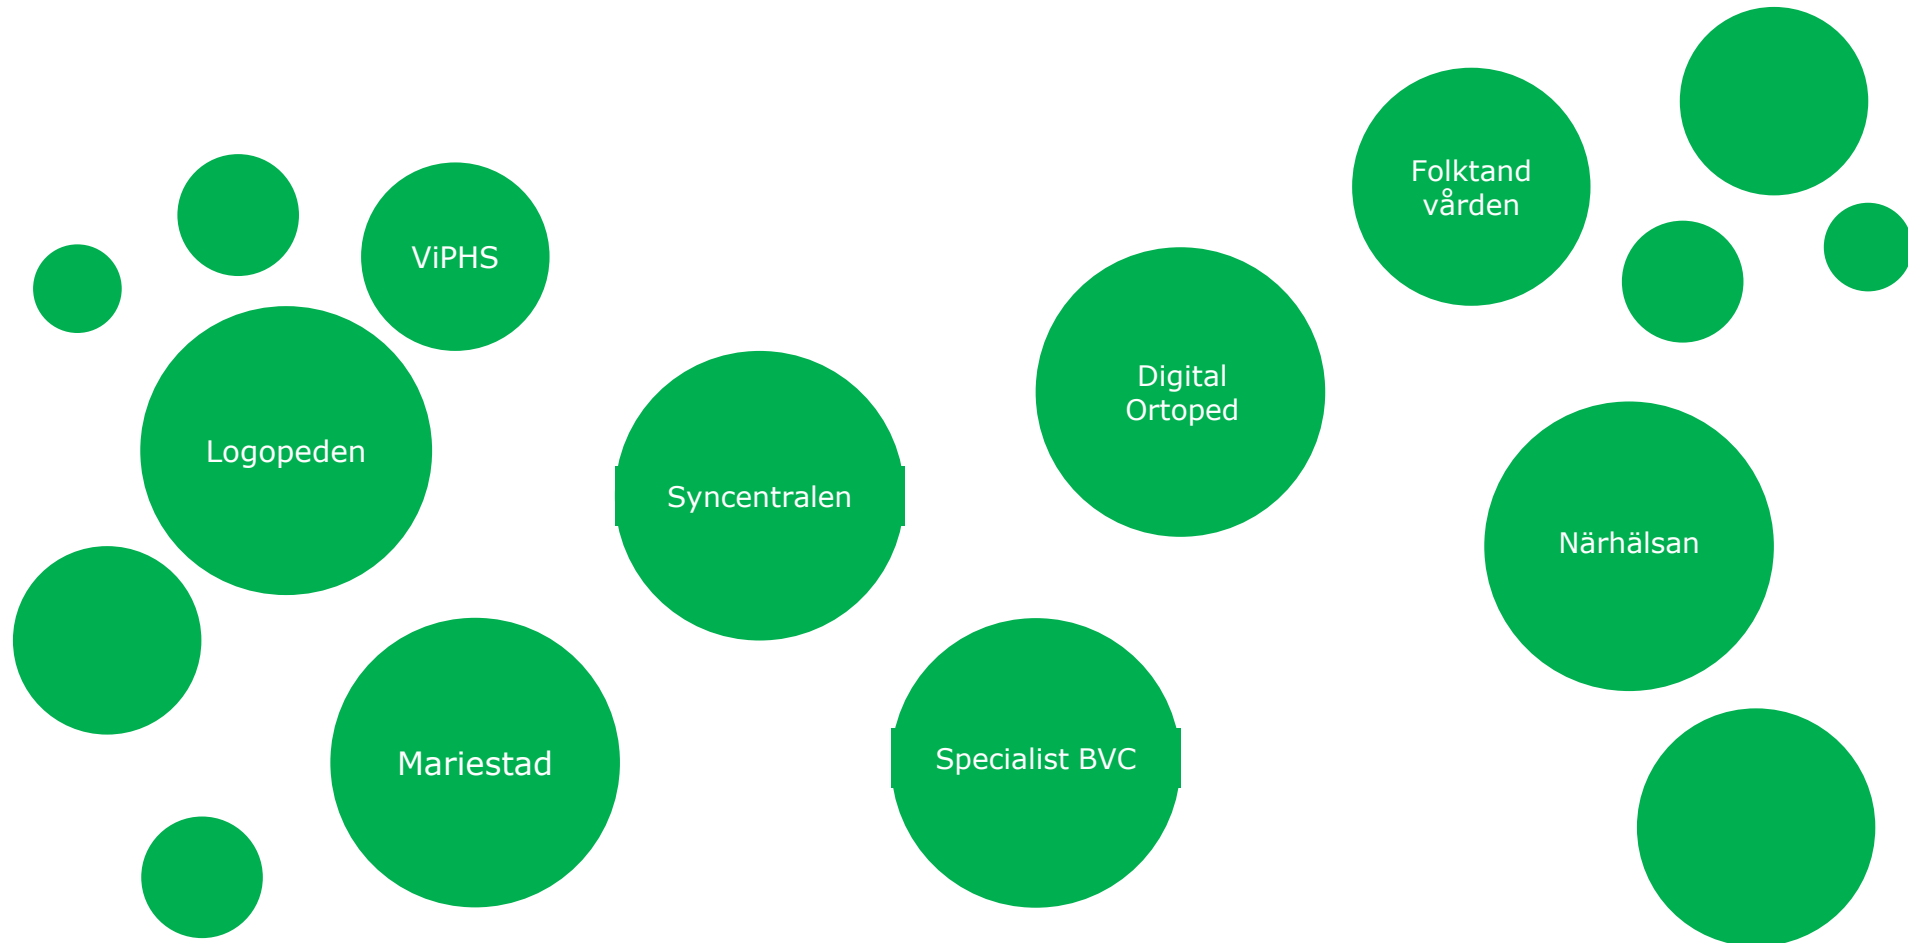 Folktand
vården
ViPHS
Digital
Ortoped
Logopeden
Syncentralen
Närhälsan
Mariestad
Specialist BVC